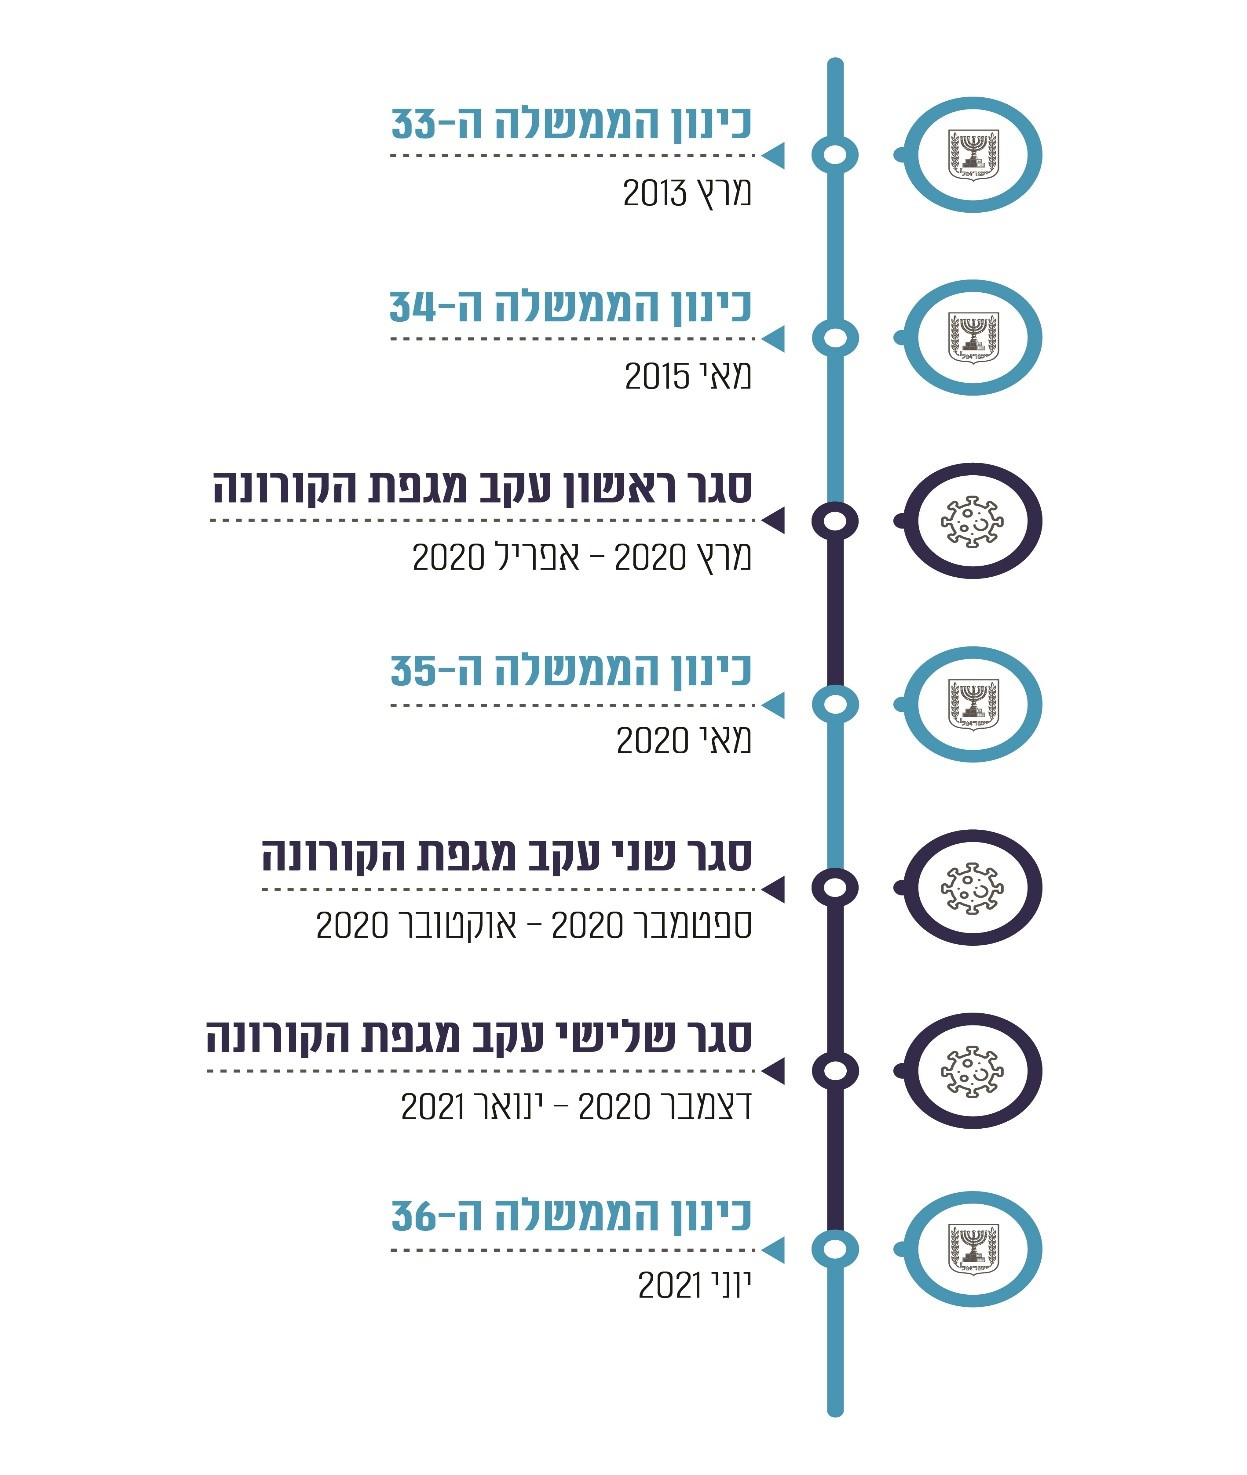 כינון הממשלה ה-33
מרץ 2013
כינון הממשלה ה-34
מאי 2015
סגר ראשון עקב מגפת הקורונה
מרץ 2020 - אפריל 2020
כינון הממשלה ה-35
מאי 2020
סגר שני עקב מגפת הקורונה
ספטמבר 2020 - אוקטובר 2020
סגר שלישי עקב מגפת הקורונה
דצמבר 2020 - ינואר 2021
כינון הממשלה ה-36
יוני 2021